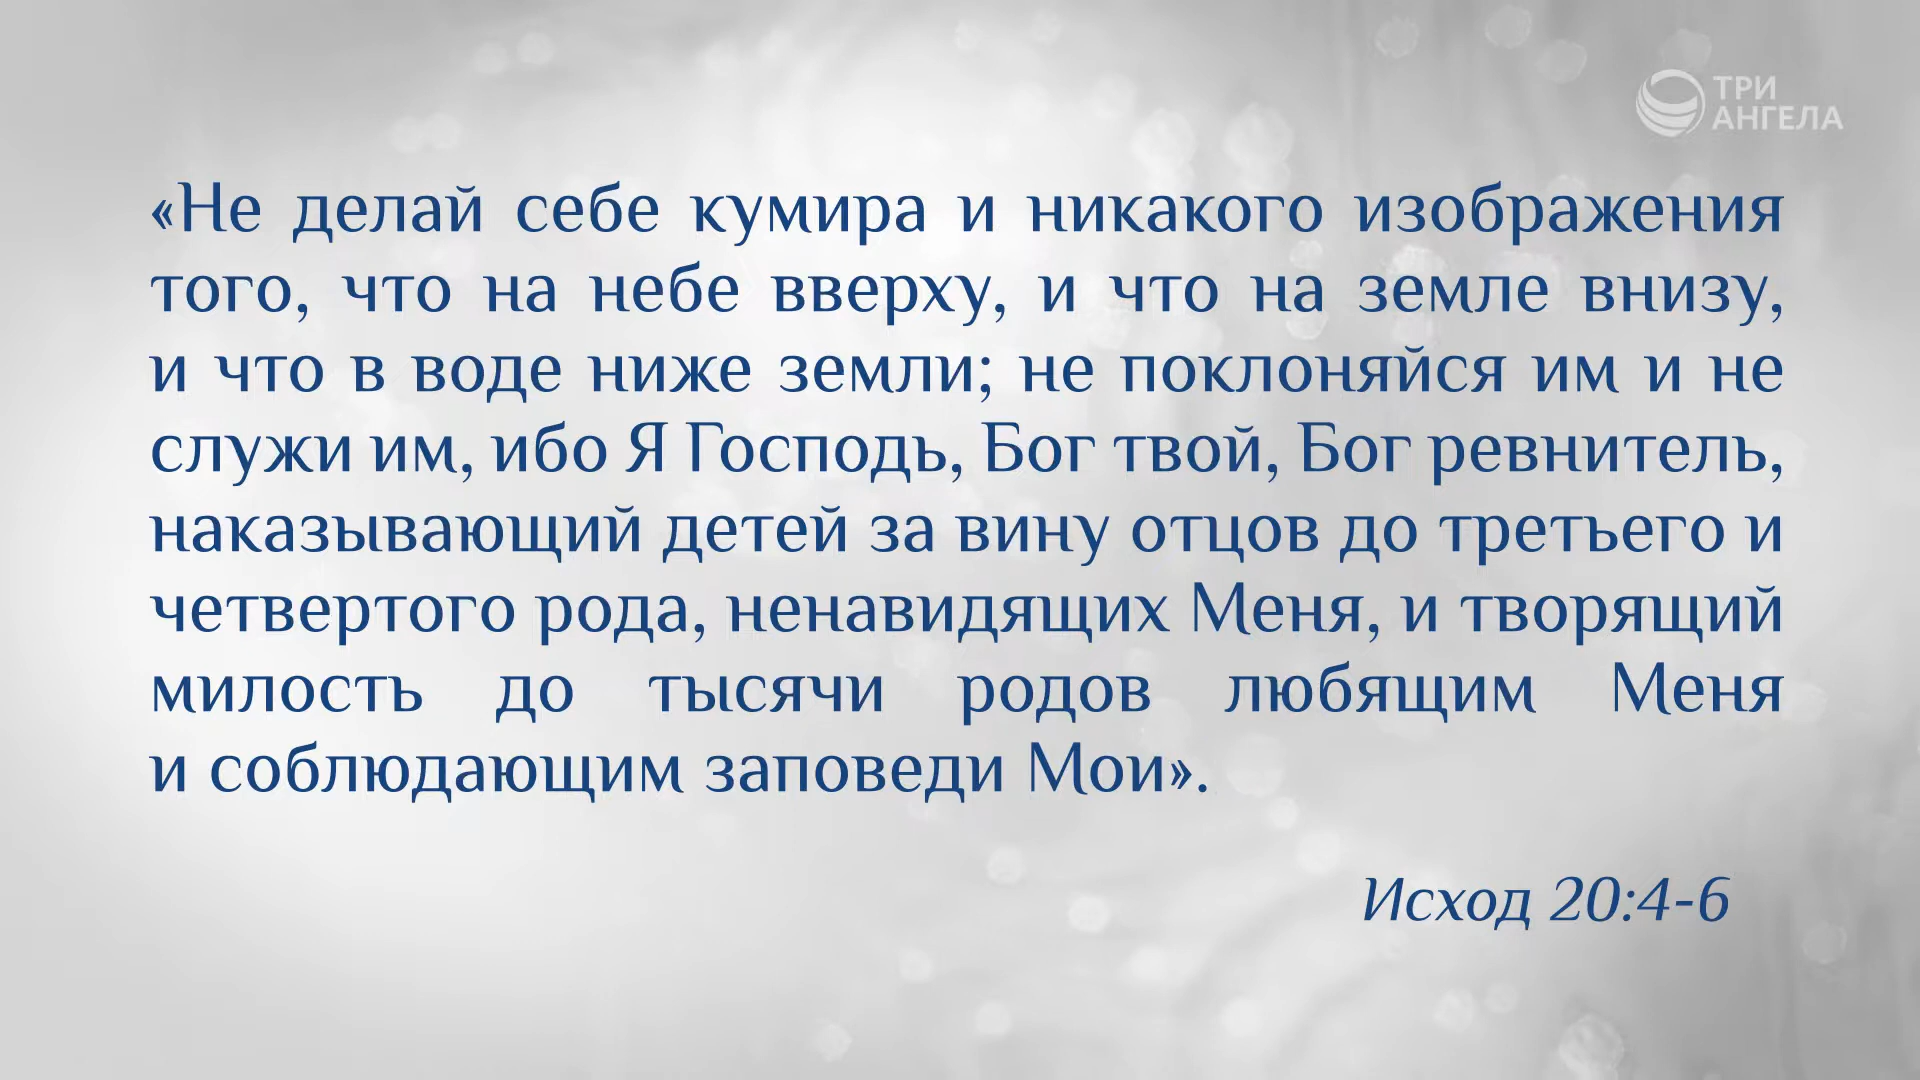 ТРИ
АНГЕЛА
«Не делай себе кумира и никакого изображения
того, что на небе вверху, и что на земле внизу,
и что в воде ниже земли; не поклоняйся им и не
служи им, ибо Я Господь, Бог твой, Бог ревнитель,
наказывающий детей за вину отцов до третьего и
четвертого рода, ненавидящих Меня, и творящий
милость до тысячи родов любящим Меня
и соблюдающим заповеди Мои».
Исход 20:4-6